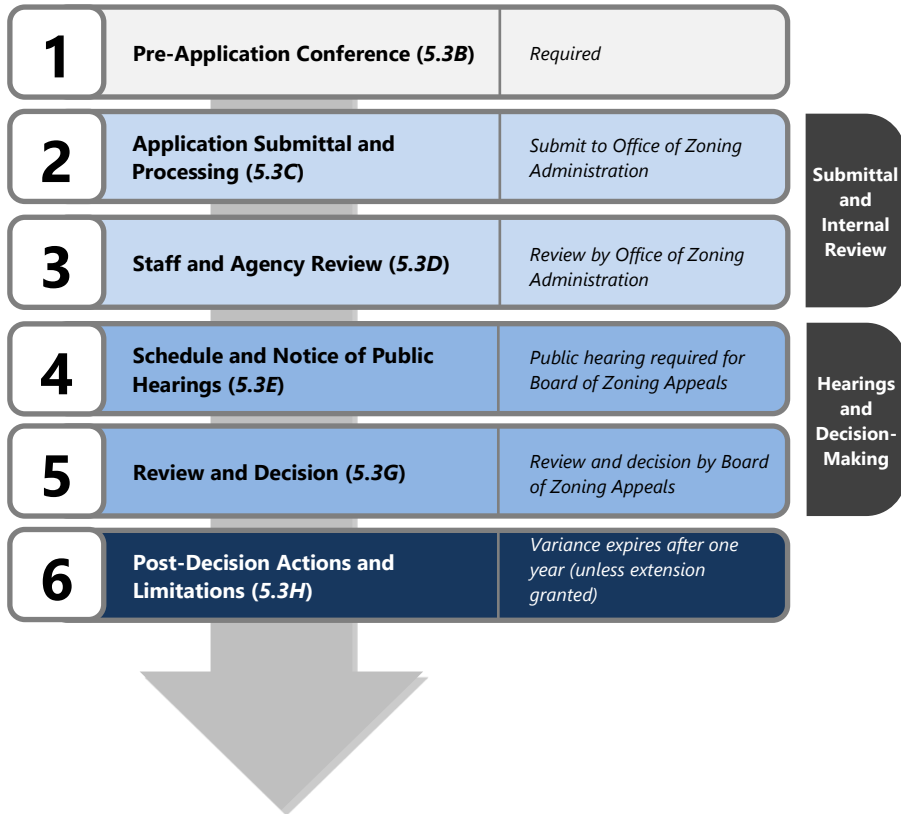 1
Pre-Application Conference (5.3B)
Required
2
Application Submittal and
Processing (5.3C)
Submit to Office of Zoning
Administration
3
Staff and Agency Review (5.3D)
Review by Office of Zoning
Administration
Submittal
and
Internal
Review
4
Schedule and Notice of Public
Hearings (5.3E)
Public hearing required for
Board of Zoning Appeals
5
Review and Decision (5.3G)
Review and decision by Board
of Zoning Appeals
Hearings
and
Decision-
Making
6
Post-Decision Actions and
Limitations (5.3H)
Variance expires after one
year (unless extension
granted)